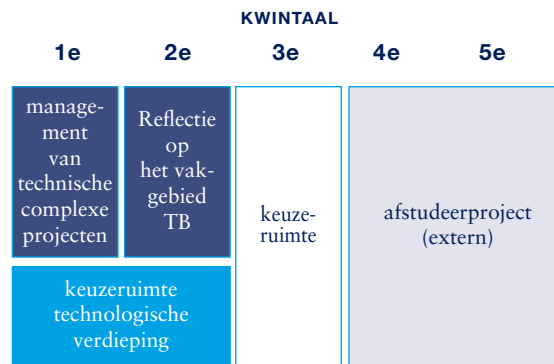 KWINTAAL
1e 2e 3e 4e 5e
manage-
ment
van
technische
complexe
projecten
Reflectie
op
het vak-
gebied
TB
keuzeruimte
technologische
verdieping
keuze-
ruimte
afstudeerproject
(extern)